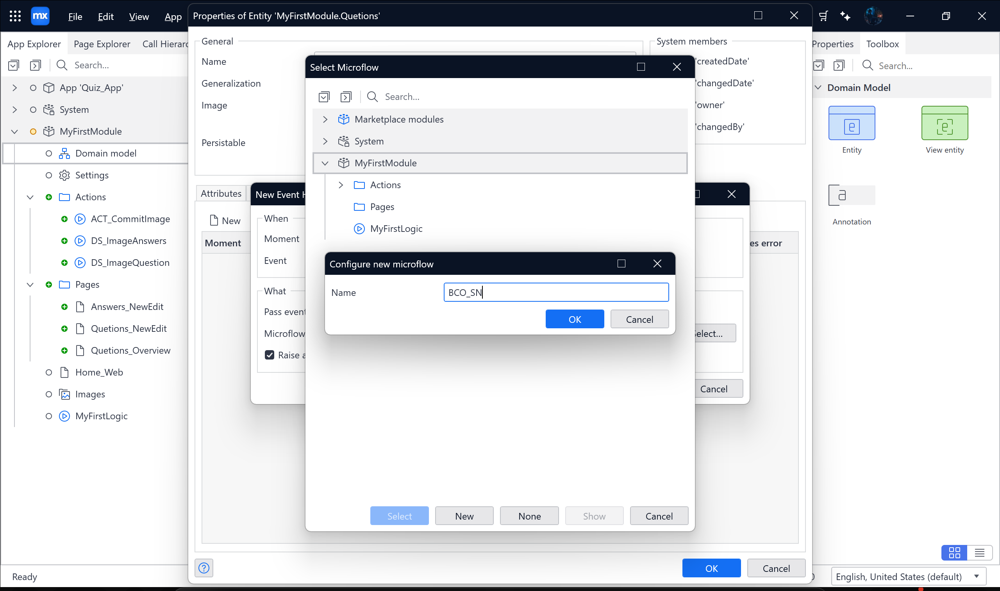 mx File Edit View App
Properties of Entity 'MyFirstModule.Quetions'
App Explorer Page Explorer Call Hierarc
Search...
App 'Quiz_App'
System
MyFirstModule
Domain model
Settings
Actions
ACT_CommitImage
DS_ImageAnswers
DS_ImageQuestion
Pages
Answers_NewEdit
Quetions_NewEdit
Quetions_Overview
Home_Web
Images
MyFirstLogic
Ready
General
Name
Generalization
Image
Persistable
System members
'createdDate'
'changedDate'
'owner'
'changedBy'
Attributes
New
Moment
es error
OK Cancel
New Event H
When
Moment
Event
What
Pass event
Microflow
Select...
Raise a
Cancel
Select Microflow
Search...
Marketplace modules
System
MyFirstModule
Actions
Pages
MyFirstLogic
Select New None Show Cancel
Configure new microflow
Name BCO_SN
OK Cancel
Properties Toolbox
Search...
Domain Model
e e
Entity View entity
a
Annotation
English, United States (default)